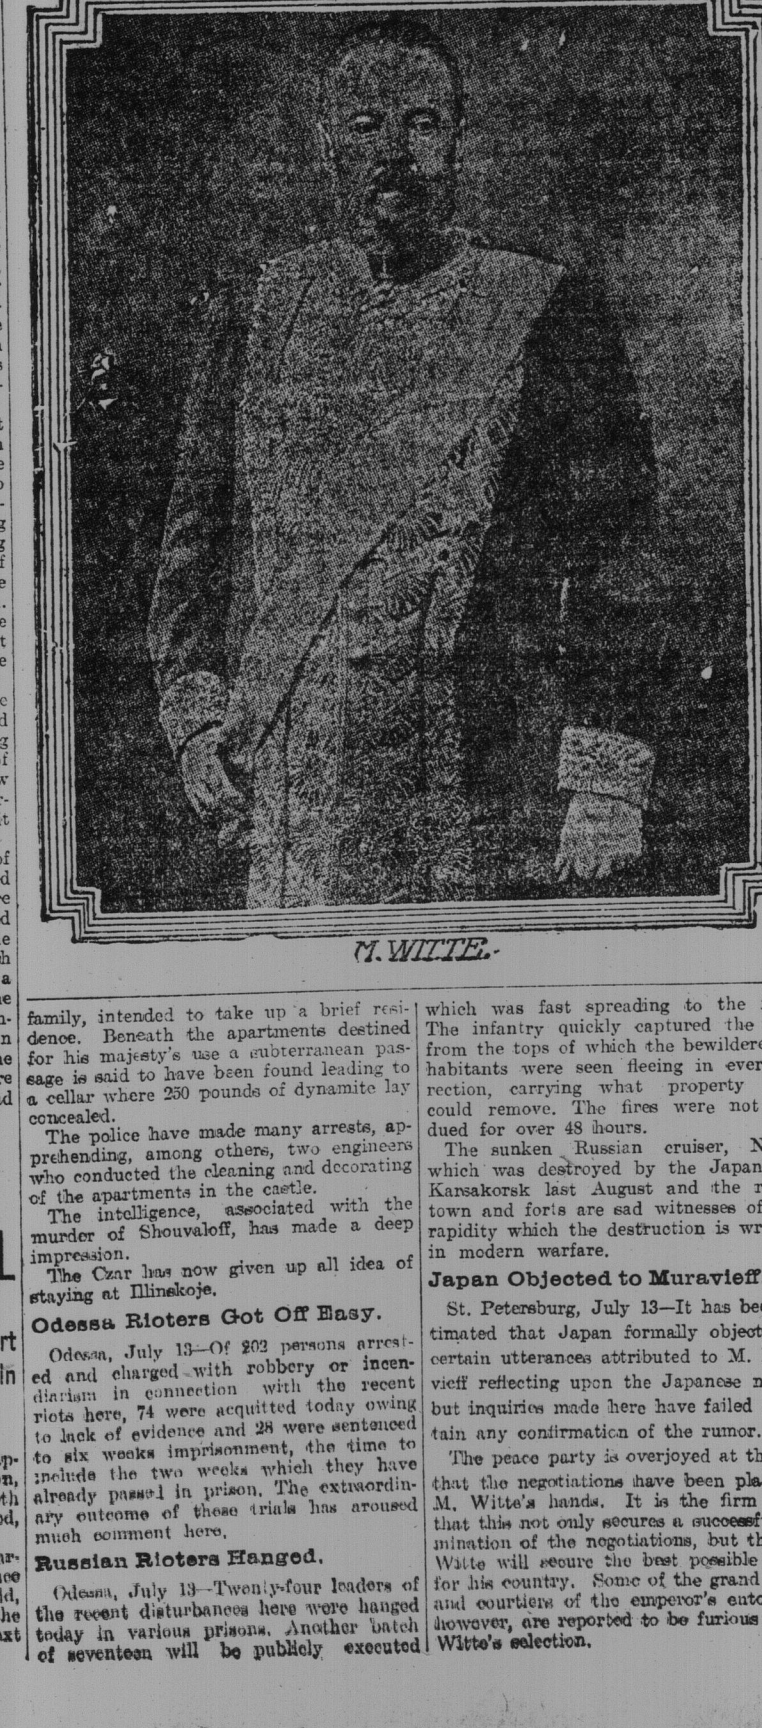 M. WITTE.-
family, intended to take up a brief resi-
dence. Beneath the apartments destined
for his majesty's use a subterranean pas-
sage is said to have been found leading to
a cellar where 250 pounds of dynamite lay
concealed.
The police have made many arrests, ap-
prehending, among others, two engineers
who conducted the cleaning and decorating
of the apartments in the castle.
The intelligence, associated with the
murder of Shouvaloff, has made a deep
impression.
The Czar has now given up all idea of
staying at Illinskoje.
Odessa Rioters Got Off Easy.
Odessa, July 13—Of 202 persons arrest-
ed and charged with robbery or incen-
diarism in connection with the recent
riots here, 74 were acquitted today owing
to lack of evidence and 28 were sentenced
to six weeks imprisonment, the time to
include the two weeks which they have
already passed in prison. The extraordin-
ary outcome of these trials has aroused
much comment here.
Russian Rioters Hanged.
Odessa, July 13—Twenty-four leaders of
the recent disturbances here were hanged
today in various prisons. Another batch
of seventeen will be publicly executed
which was fast spreading to the
The infantry quickly captured the
from the tops of which the bewildere
habitants were seen fleeing in ever
rection, carrying what property
could remove. The fires were not
dued for over 48 hours.
The sunken Russian cruiser, N
which was destroyed by the Japan
Karsakorsk last August and the r
town and forts are sad witnesses of
rapidity which the destruction is wr
in modern warfare.
Japan Objected to Muravieff
St. Petersburg, July 13—It has bee
timated that Japan formally object
certain utterances attributed to M.
vieff reflecting upon the Japanese n
but inquiries made here have failed
tain any confirmation of the rumor.
The peace party is overjoyed at th
that the negotiations have been pla
M. Witte's hands. It is the firm
that this not only secures a successf
mination of the negotiations, but th
Witte will secure the best possible
for his country. Some of the grand
and courtiers of the emperor's ento
however, are reported to be furious
Witte's selection.